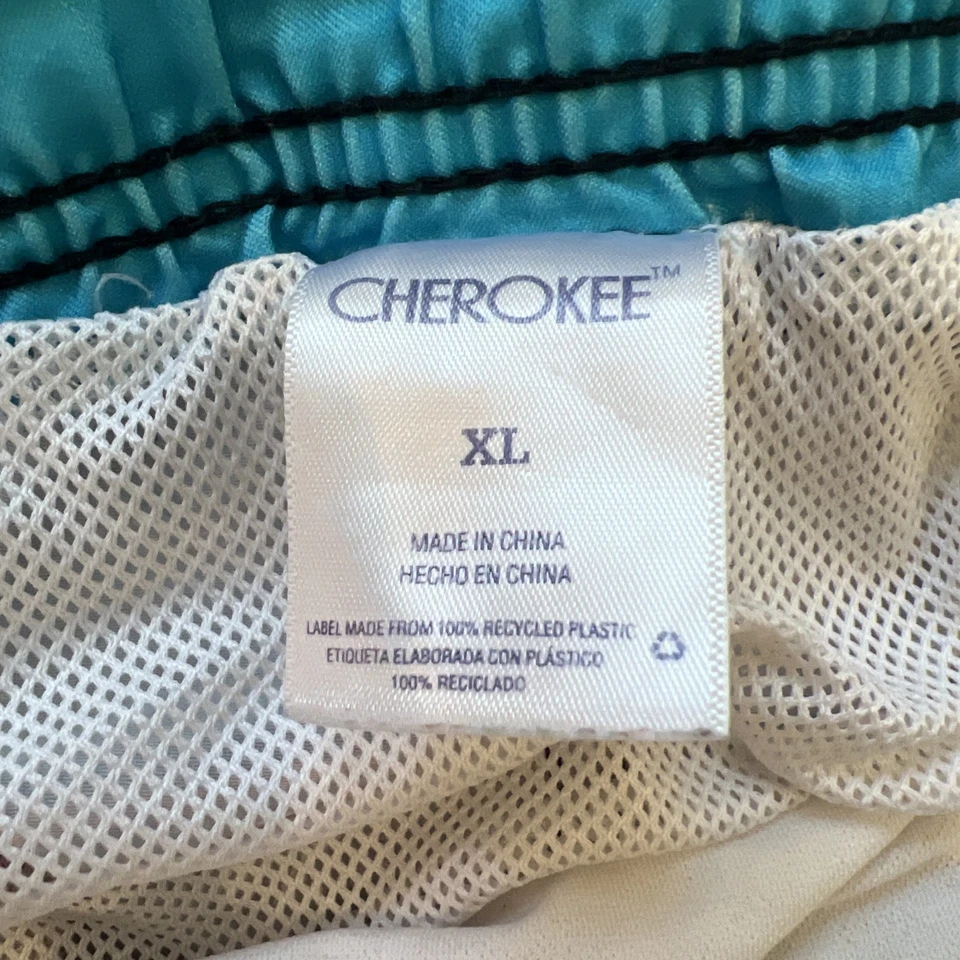 CHEROKEE™
XL
MADE IN CHINA
HECHO EN CHINA
LABEL MADE FROM 100% RECYCLED PLASTIC
ETIQUETA ELABORADA CON PLÁSTICO
100% RECICLADO